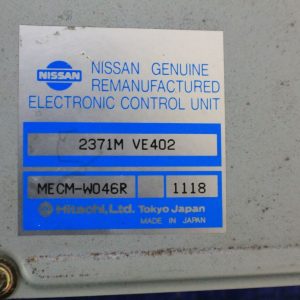 NISSAN
NISSAN GENUINE
REMANUFACTURED
ELECTRONIC CONTROL UNIT
2371M VE402
MECM-W046R 1118
Hitachi, Ltd. Tokyo Japan
MADE IN JAPAN